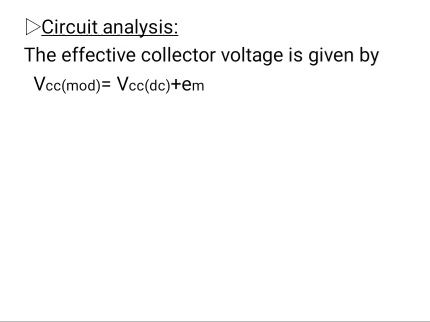 ▷Circuit analysis:
The effective collector voltage is given by
Vcc(mod)= Vcc(dc)+em